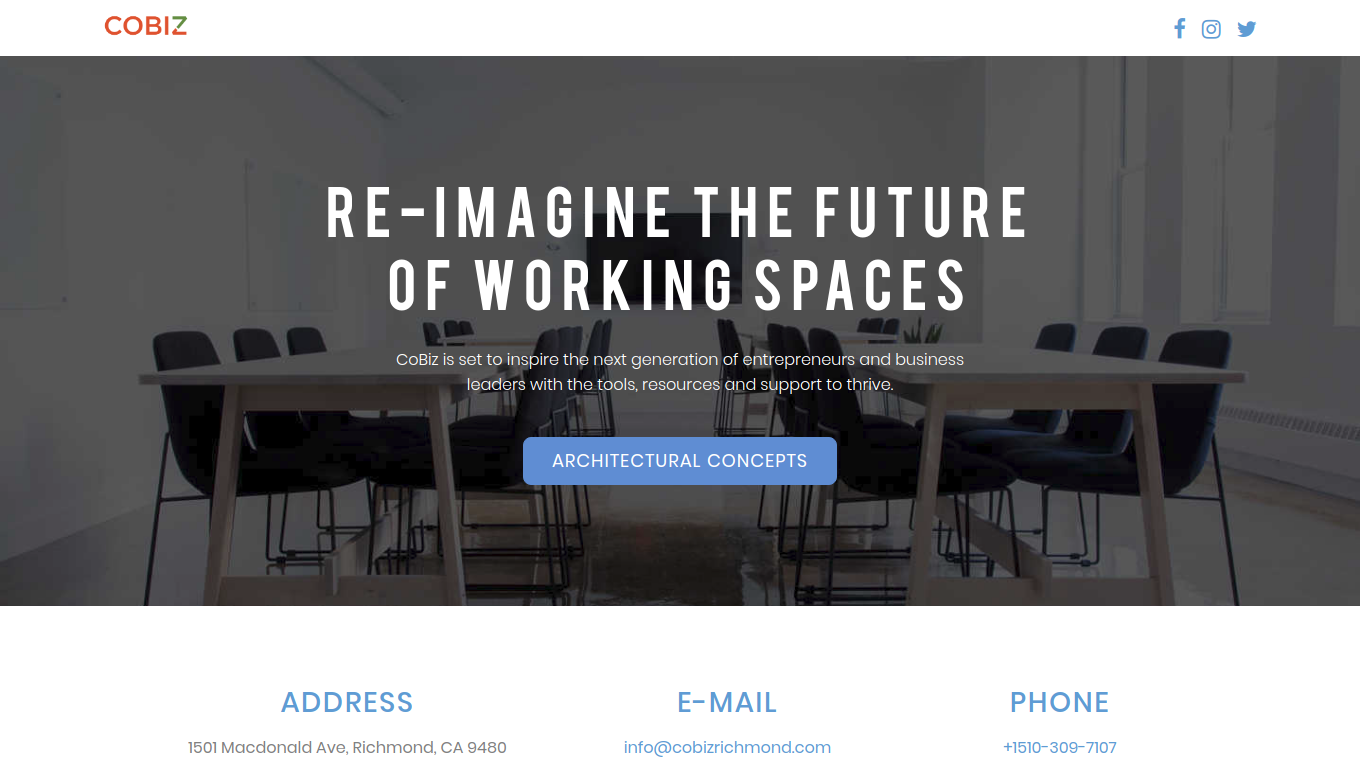 COBIZ
RE-IMAGINE THE FUTURE
OF WORKING SPACES
CoBiz is set to inspire the next generation of entrepreneurs and business
leaders with the tools, resources and support to thrive.
ARCHITECTURAL CONCEPTS
ADDRESS
1501 Macdonald Ave, Richmond, CA 9480
E-MAIL
info@cobizrichmond.com
PHONE
+1510-309-7107